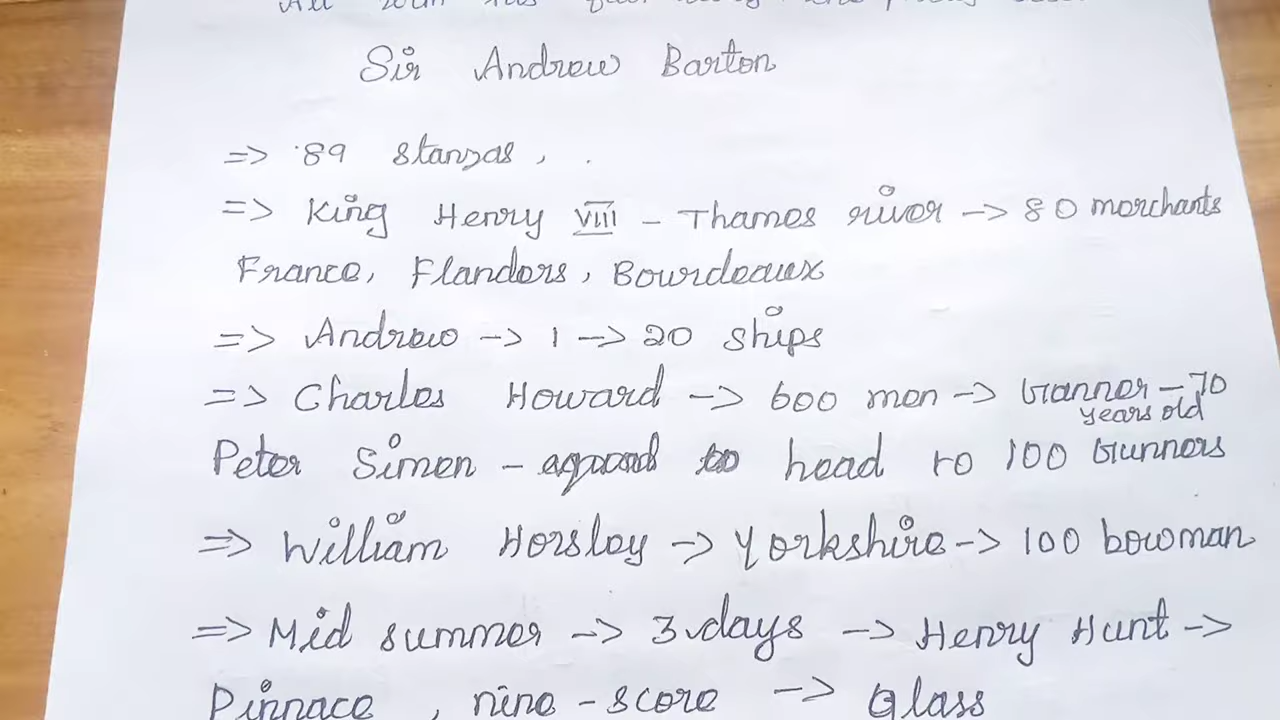 Sir Andrew Barton
=> 89 stanzas, .
=> King Henry VIII - Thames river -> 80 merchants
France, Flanders, Bourdeaux
=> Andrew -> 1 -> 20 ships
=> Charles Howard -> 600 men -> Gunner - 70
years old
Peter Simon - head to 100 Gunners
=> William Horsley -> Yorkshire -> 100 bowman
=> Mid summer -> 3 days -> Henry Hunt ->
Pinnace, nine - score -> Glass